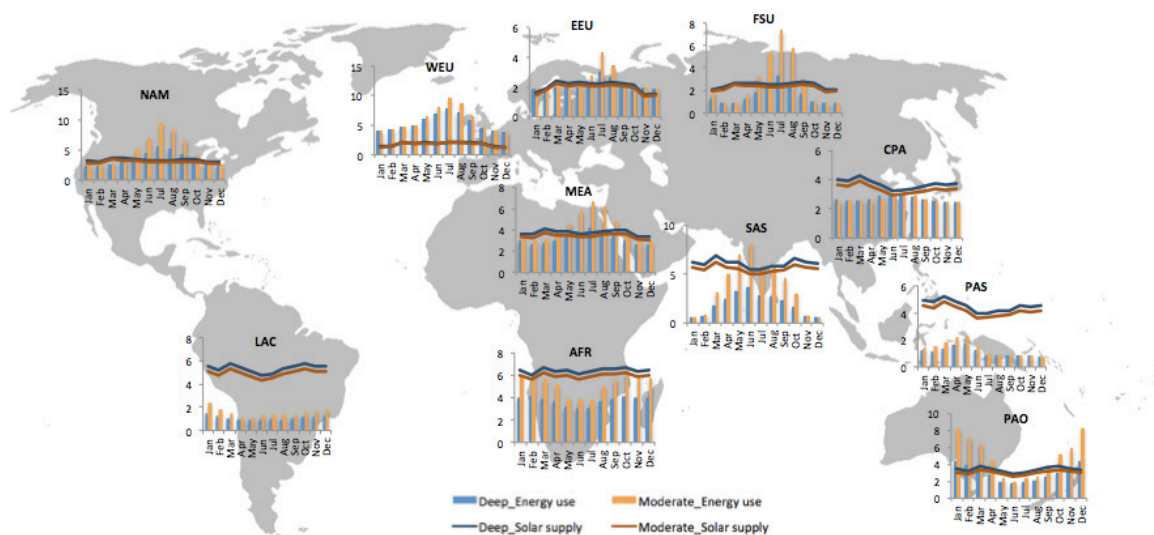 NAM
15
10
5
0
Jan Feb Mar Apr May Jun Jul Aug Sep Oct Nov Dec
WEU
15
10
5
0
Jan Feb Mar Apr May Jun Jul Aug Sep Oct Nov Dec
EEU
6
4
2
0
Jan Feb Mar Apr May Jun Jul Aug Sep Oct Nov Dec
FSU
8
6
4
2
0
Jan Feb Mar Apr May Jun Jul Aug Sep Oct Nov Dec
CPA
6
4
2
0
Jan Feb Mar Apr May Jun Jul Aug Sep Oct Nov Dec
MEA
8
6
4
2
0
Jan Feb Mar Apr May Jun Jul Aug Sep Oct Nov Dec
SAS
10
5
0
Jan Feb Mar Apr May Jun Jul Aug Sep Oct Nov Dec
PAS
6
4
2
0
Jan Feb Mar Apr May Jun Jul Aug Sep Oct Nov Dec
LAC
8
6
4
2
0
Jan Feb Mar Apr May Jun Jul Aug Sep Oct Nov Dec
AFR
8
6
4
2
0
Jan Feb Mar Apr May Jun Jul Aug Sep Oct Nov Dec
PAO
10
8
6
4
2
0
Jan Feb Mar Apr May Jun Jul Aug Sep Oct Nov Dec
Deep_Energy use
Moderate_Energy use
Deep_Solar supply
Moderate_Solar supply